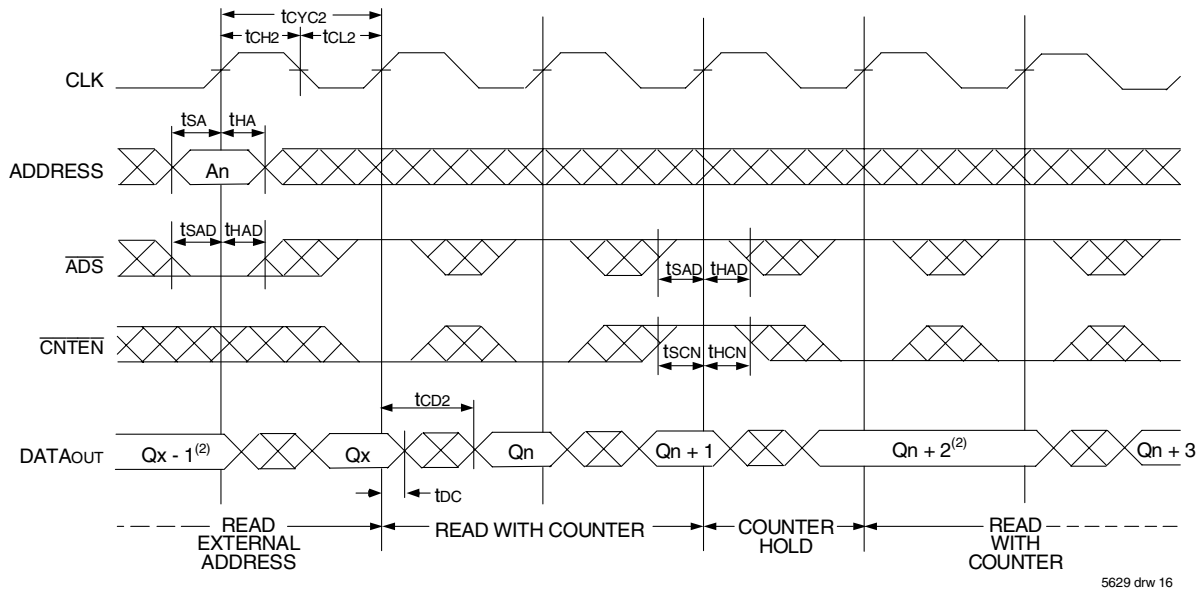 tCYC2
tCH2 tCL2
CLK
tSA tHA
ADDRESS An
tSAD tHAD
ADS tSAD tHAD
CNTEN tSCN tHCN
tCD2
DATAOUT Qx - 1(2) Qx Qn Qn + 1 Qn + 2(2) Qn + 3
tDC
READ EXTERNAL ADDRESS
READ WITH COUNTER
COUNTER HOLD
READ WITH COUNTER
5629 drw 16